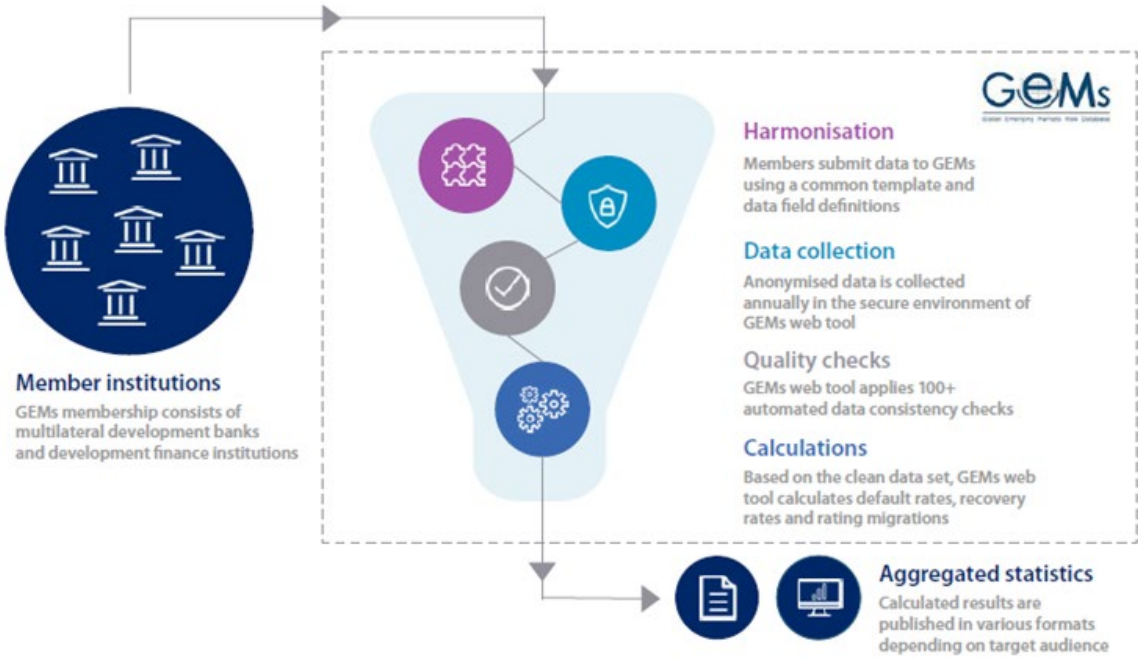 GeMs
Global Emerging Markets Risk Database
Harmonisation
Members submit data to GEMs
using a common template and
data field definitions
Data collection
Anonymised data is collected
annually in the secure environment of
GEMs web tool
Quality checks
GEMs web tool applies 100+
automated data consistency checks
Calculations
Based on the clean data set, GEMs web
tool calculates default rates, recovery
rates and rating migrations
Member institutions
GEMs membership consists of
multilateral development banks
and development finance institutions
Aggregated statistics
Calculated results are
published in various formats
depending on target audience